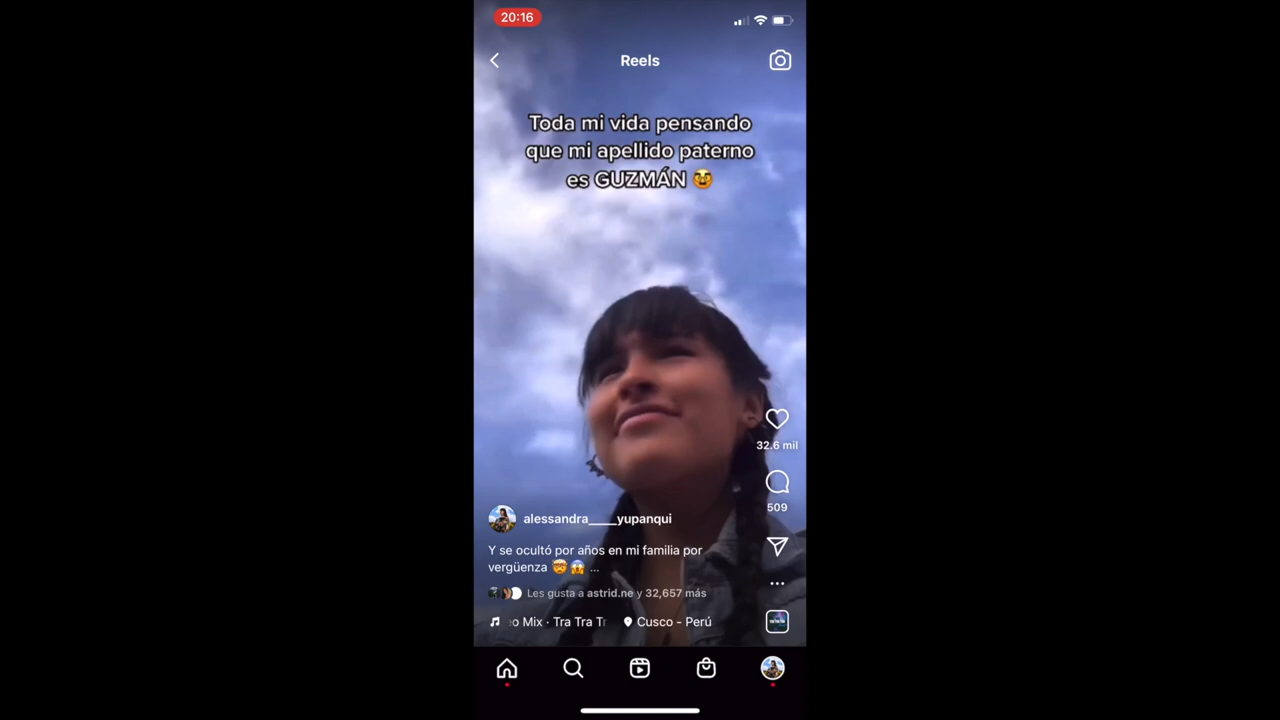 20:16
Reels
Toda mi vida pensando
que mi apellido paterno
es GUZMÁN 🥸
32.6 mil
509
alessandra____yupanqui
Y se ocultó por años en mi familia por
vergüenza 🤯😱 ...
Les gusta a astrid.ne y 32,657 más
o Mix · Tra Tra Tr
Cusco - Perú